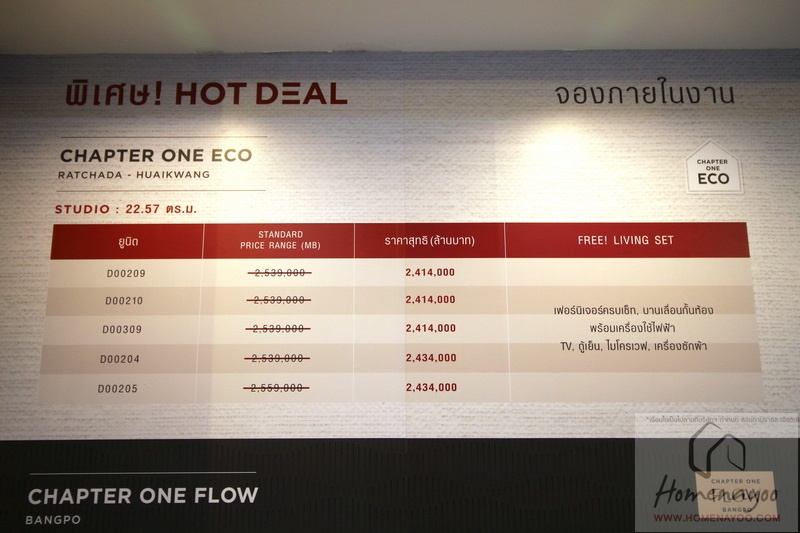 พิเศษ! HOT DEAL
จองภายในงาน
CHAPTER ONE ECO
RATCHADA - HUAIKWANG
CHAPTER
ONE
ECO
STUDIO : 22.57 ตร.ม.
ยูนิต
STANDARD
PRICE RANGE (MB)
ราคาสุทธิ (ล้านบาท)
FREE! LIVING SET
D00209 2,539,000 2,414,000
D00210 2,539,000 2,414,000
D00309 2,539,000 2,414,000
D00204 2,539,000 2,434,000
D00205 2,559,000 2,434,000
เฟอร์นิเจอร์ครบเซ็ท, บานเลื่อนกั้นห้อง
พร้อมเครื่องใช้ไฟฟ้า
TV, ตู้เย็น, ไมโครเวฟ, เครื่องซักผ้า
CHAPTER ONE FLOW
BANGPO
CHAPTER ONE
FLOW
BANGPO
Homenayoo
WWW.HOMENAYOO.COM